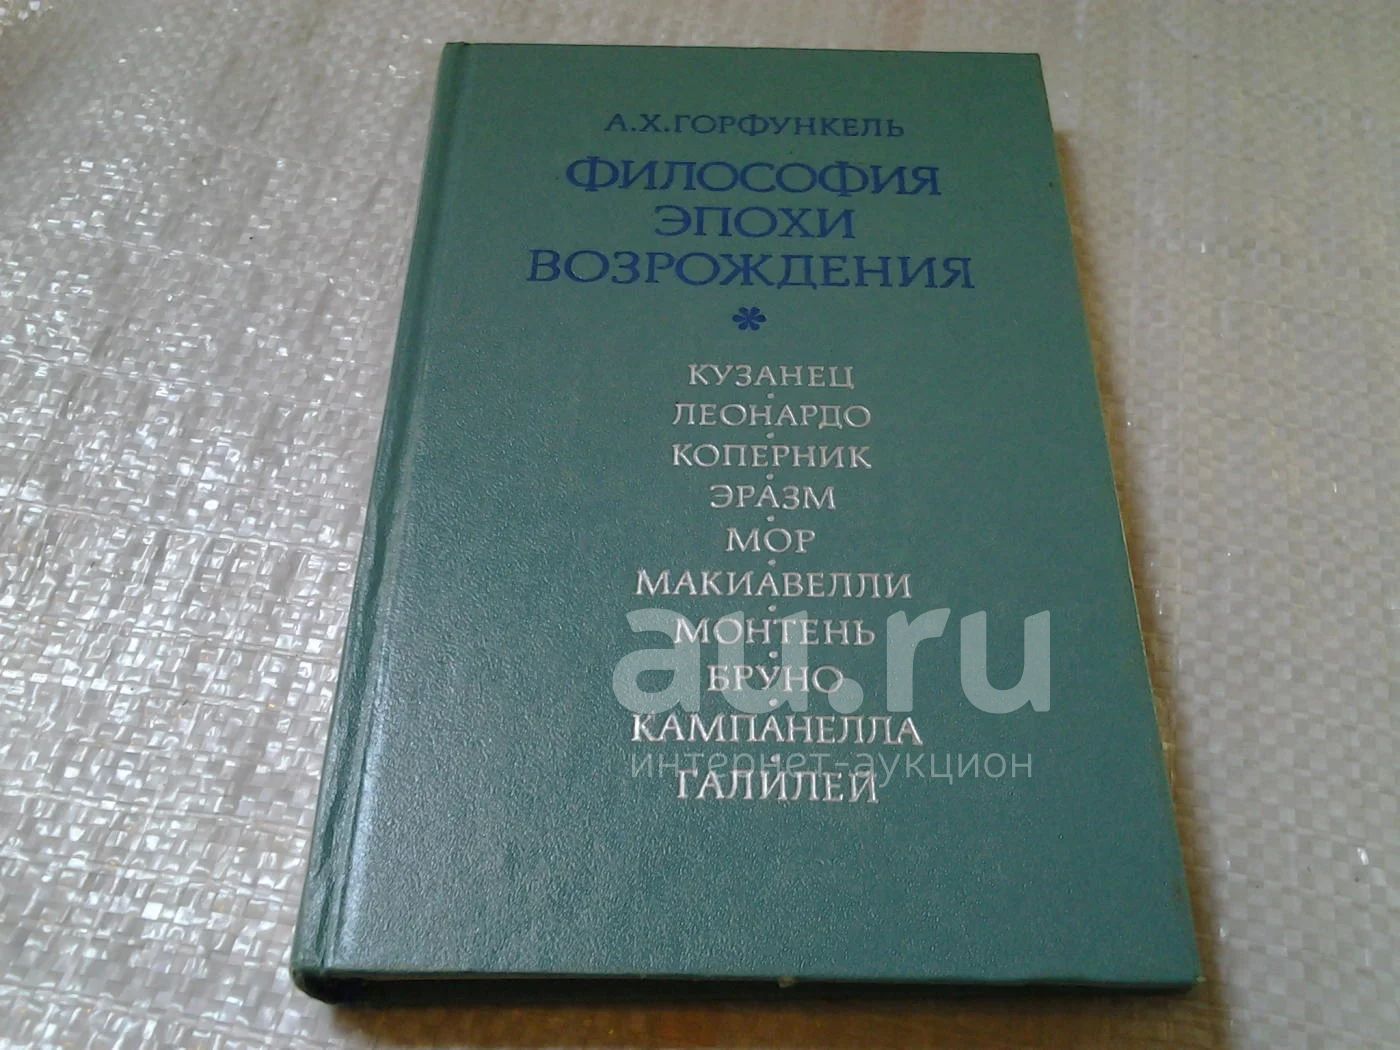 А.Х.ГОРФУНКЕЛЬ
ФИЛОСОФИЯ
ЭПОХИ
ВОЗРОЖДЕНИЯ
*
КУЗАНЕЦ
ЛЕОНАРДО
КОПЕРНИК
ЭРАЗМ
МОР
МАКИАВЕЛЛИ
МОНТЕНЬ
БРУНО
КАМПАНЕЛЛА
ГАЛИЛЕЙ
au.ru
интернет-аукцион